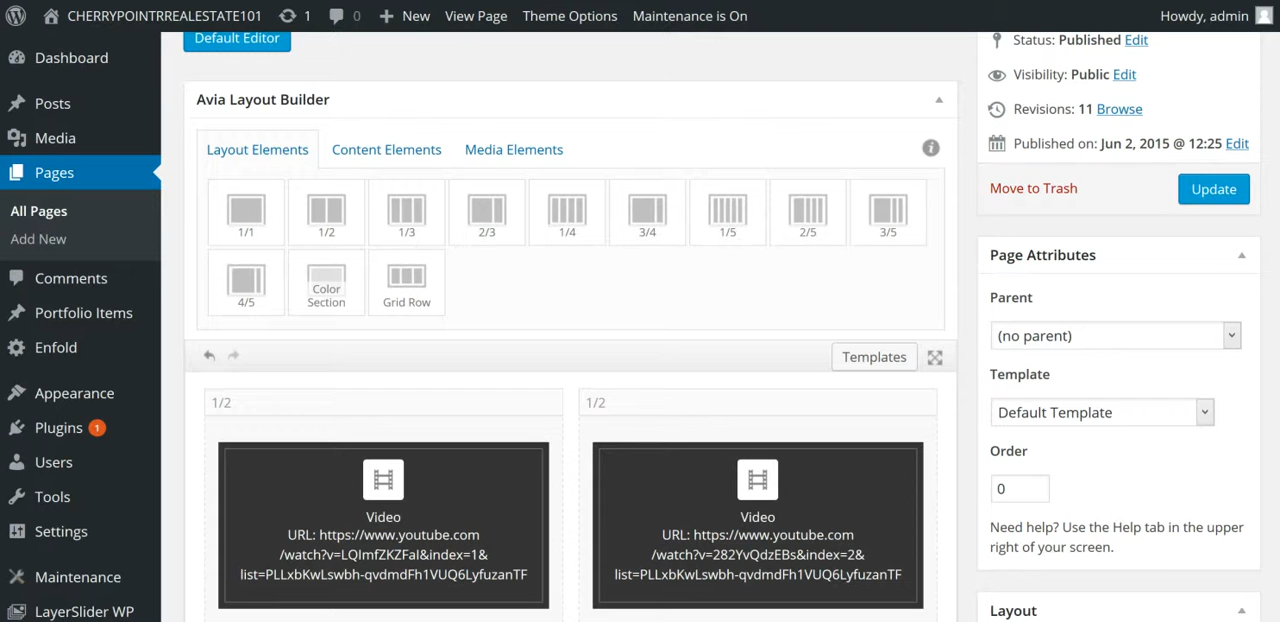 CHERRYPOINTRREALESTATE101 1 0 New View Page Theme Options Maintenance is On Howdy, admin
Dashboard
Posts
Media
Pages
All Pages
Add New
Comments
Portfolio Items
Enfold
Appearance
Plugins 1
Users
Tools
Settings
Maintenance
LayerSlider WP
Default Editor
Avia Layout Builder
Layout Elements Content Elements Media Elements
1/1 1/2 1/3 2/3 1/4 3/4 1/5 2/5 3/5
4/5 Color Section Grid Row
Templates
1/2 1/2
Video
URL: https://www.youtube.com
/watch?v=LQImfZKZFaI&index=1&
list=PLLxbKwLswbh-qvdmdFh1VUQ6LyfuzanTF
Video
URL: https://www.youtube.com
/watch?v=282YvQdzEBs&index=2&
list=PLLxbKwLswbh-qvdmdFh1VUQ6LyfuzanTF
Status: Published Edit
Visibility: Public Edit
Revisions: 11 Browse
Published on: Jun 2, 2015 @ 12:25 Edit
Move to Trash Update
Page Attributes
Parent
(no parent)
Template
Default Template
Order
0
Need help? Use the Help tab in the upper
right of your screen.
Layout